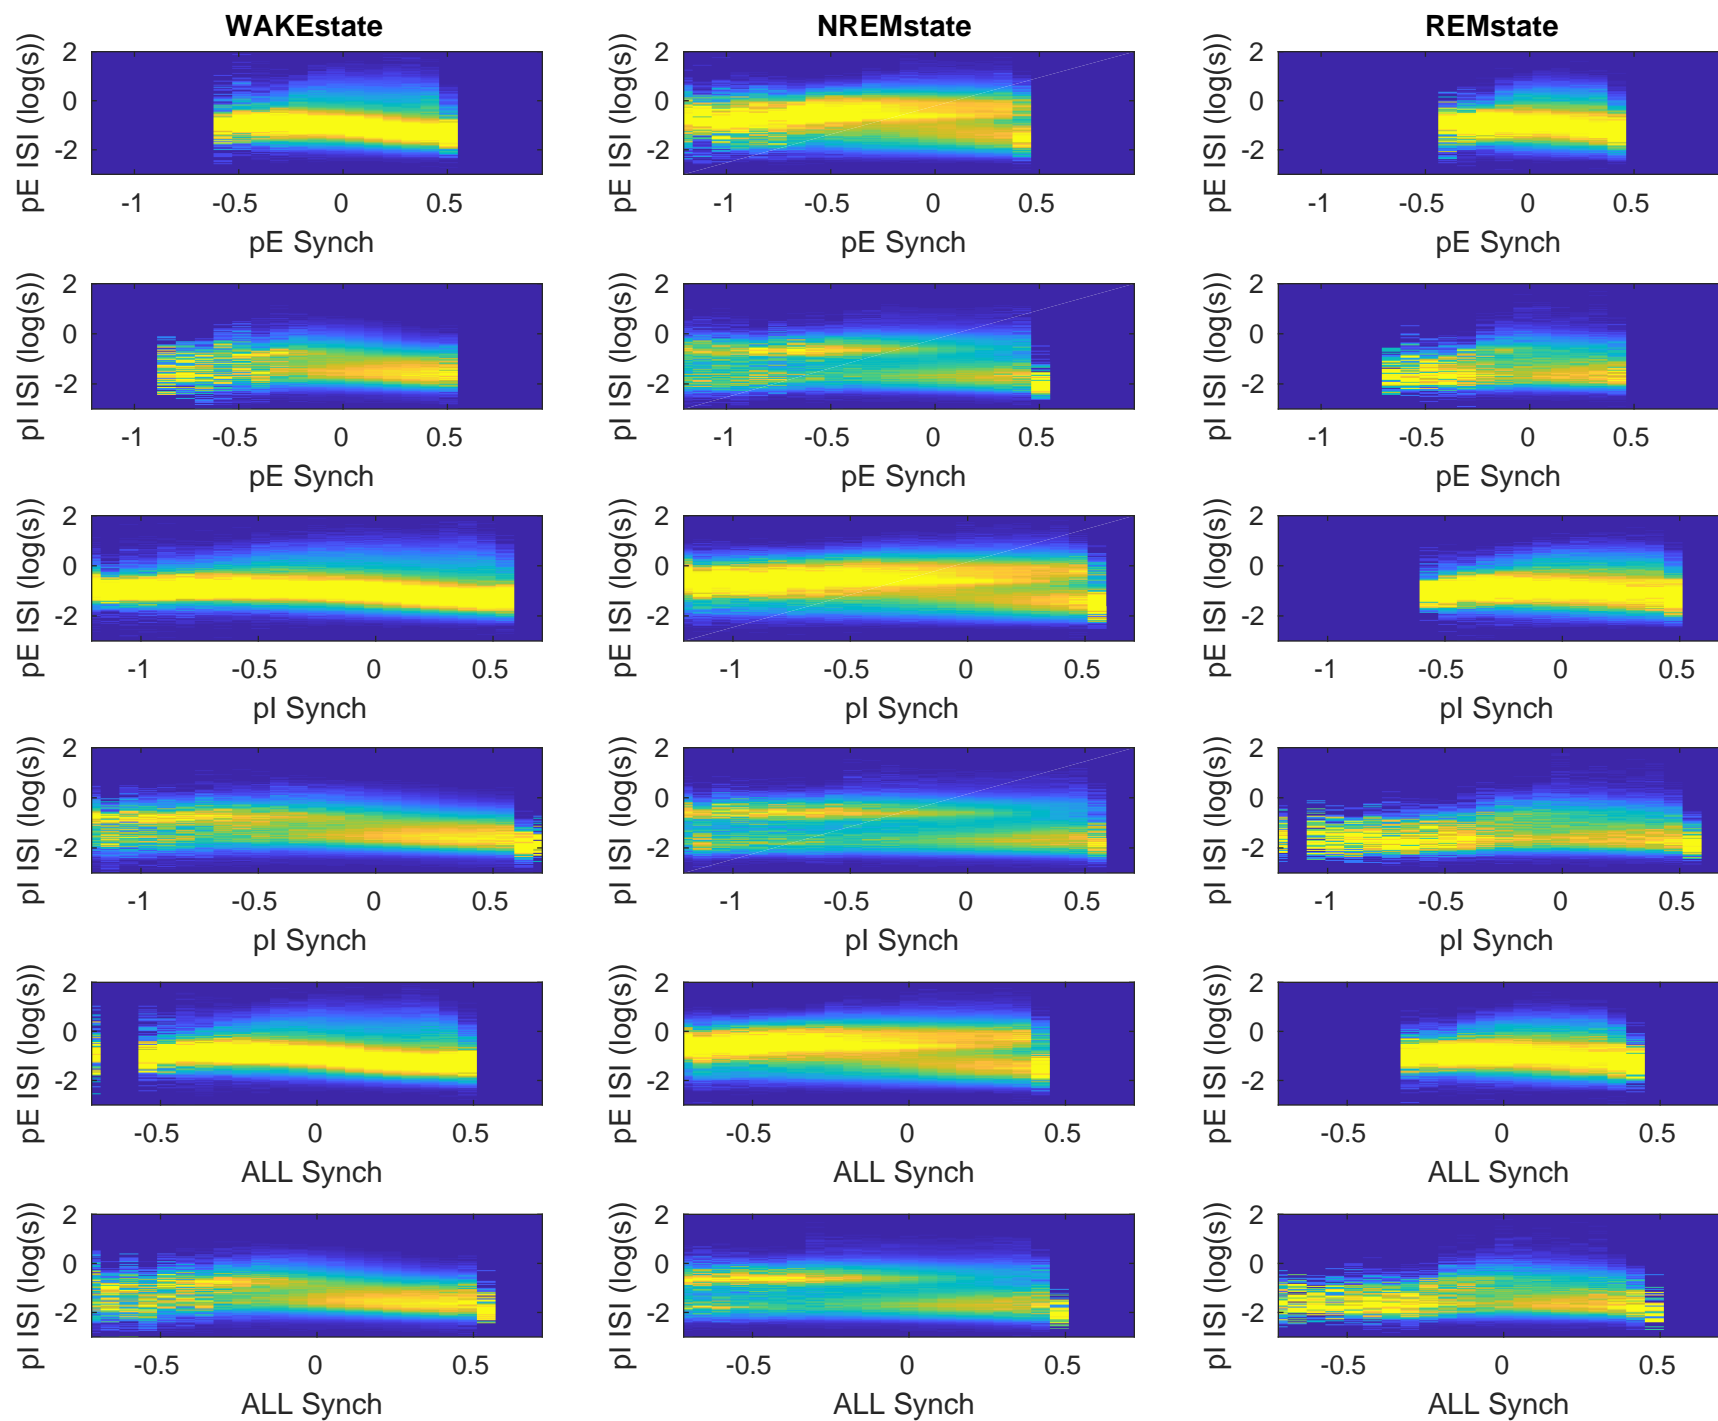 WAKEstate NREMstate REMstate
pE ISI (log(s)) 2 0 -2 pE ISI (log(s)) 2 0 -2 pE ISI (log(s)) 2 0 -2
-1 -0.5 0 0.5 -1 -0.5 0 0.5 -1 -0.5 0 0.5
pE Synch pE Synch pE Synch
pI ISI (log(s)) 2 0 -2 pI ISI (log(s)) 2 0 -2 pI ISI (log(s)) 2 0 -2
-1 -0.5 0 0.5 -1 -0.5 0 0.5 -1 -0.5 0 0.5
pE Synch pE Synch pE Synch
pE ISI (log(s)) 2 0 -2 pE ISI (log(s)) 2 0 -2 pE ISI (log(s)) 2 0 -2
-1 -0.5 0 0.5 -1 -0.5 0 0.5 -1 -0.5 0 0.5
pI Synch pI Synch pI Synch
pI ISI (log(s)) 2 0 -2 pI ISI (log(s)) 2 0 -2 pI ISI (log(s)) 2 0 -2
-1 -0.5 0 0.5 -1 -0.5 0 0.5 -1 -0.5 0 0.5
pI Synch pI Synch pI Synch
pE ISI (log(s)) 2 0 -2 pE ISI (log(s)) 2 0 -2 pE ISI (log(s)) 2 0 -2
-0.5 0 0.5 -0.5 0 0.5 -0.5 0 0.5
ALL Synch ALL Synch ALL Synch
pI ISI (log(s)) 2 0 -2 pI ISI (log(s)) 2 0 -2 pI ISI (log(s)) 2 0 -2
-0.5 0 0.5 -0.5 0 0.5 -0.5 0 0.5
ALL Synch ALL Synch ALL Synch